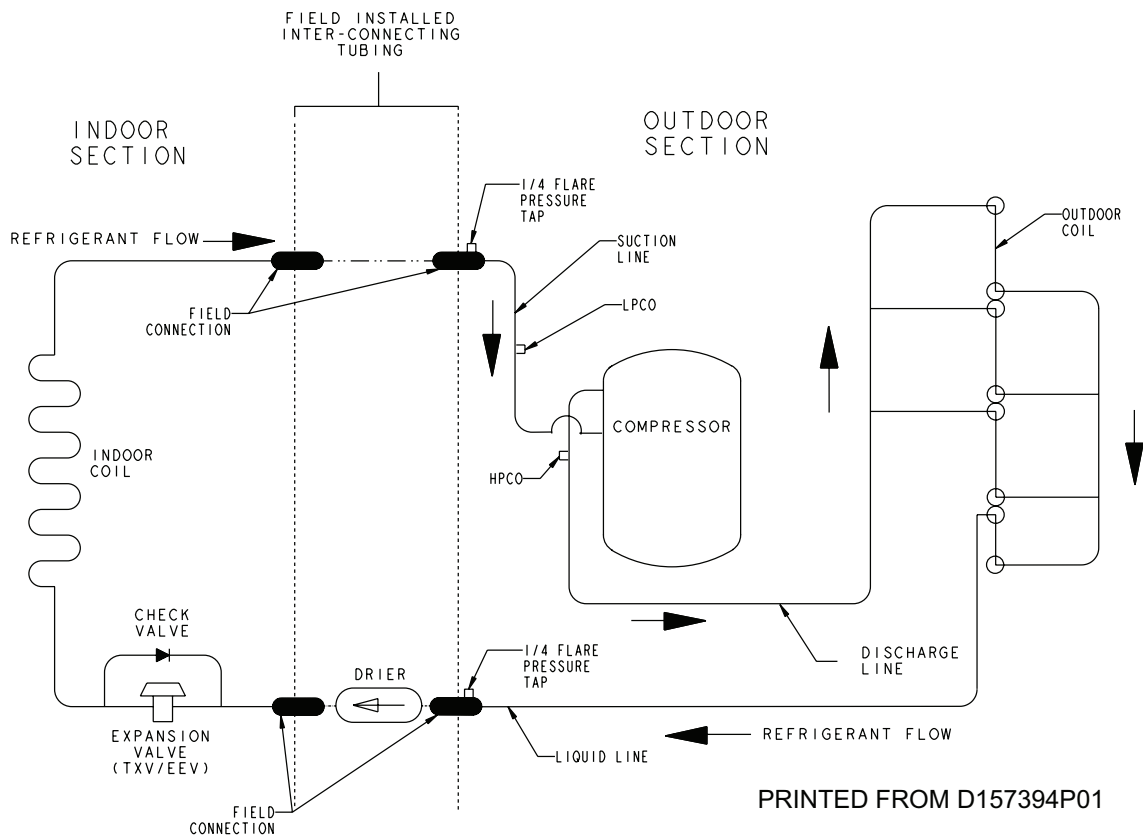 FIELD INSTALLED
INTER-CONNECTING
TUBING
INDOOR
SECTION
OUTDOOR
SECTION
1/4 FLARE
PRESSURE
TAP
OUTDOOR
COIL
REFRIGERANT FLOW
SUCTION
LINE
FIELD
CONNECTION
LPCO
COMPRESSOR
INDOOR
COIL
HPCO
CHECK
VALVE
1/4 FLARE
PRESSURE
TAP
DRIER
DISCHARGE
LINE
EXPANSION
VALVE
(TXV/EEV)
REFRIGERANT FLOW
LIQUID LINE
FIELD
CONNECTION
PRINTED FROM D157394P01